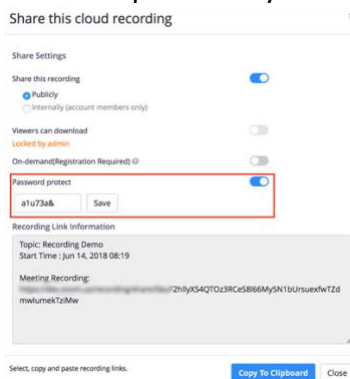 Share this cloud recording
Share Settings
Share this recording
Publicly
Internally (account members only)
Viewers can download
Locked by admin
On-demand(Registration Required)
Password protect
a1u73a& Save
Recording Link Information
Topic: Recording Demo
Start Time : Jun 14, 2018 08:19
Meeting Recording:
mwIumekTziMw
Select, copy and paste recording links.
Copy To Clipboard Close